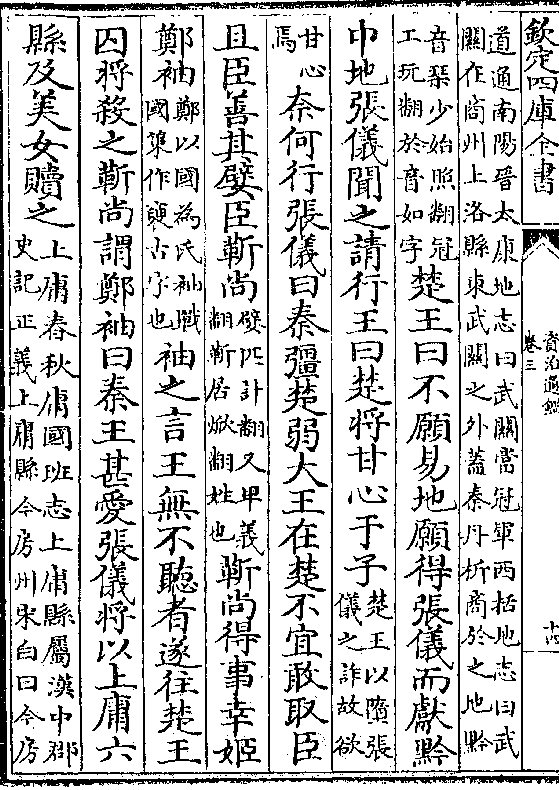 欽定四庫全書
資治通鑑
卷三
十四
道通南陽晉太康地志曰武關當冠軍西括地志曰武
關在商州上洛縣東武關之外蓋秦丹析商於之地黔
音琴少始照翻冠
工玩翻於音如字
楚王曰不願易地願得張儀而獻黔
中地張儀聞之請行王曰楚將甘心于子
楚王以墮張
儀之詐故欲
甘心
焉
柰何行張儀曰秦彊楚弱大王在楚不宜敢取臣
且臣善其嬖臣靳尚
嬖匹計翻又卑義
翻靳居焮翻姓也
靳尚得事幸姬
鄭袖
鄭以國為氏袖戰
國策作褏古字也
袖之言王無不聽者遂往楚王
囚將殺之靳尚謂鄭袖曰秦王甚愛張儀將以上庸六
縣及美女贖之
上庸春秋庸國班志上庸縣屬漢中郡
史記正義上庸縣今房州宋白曰今房